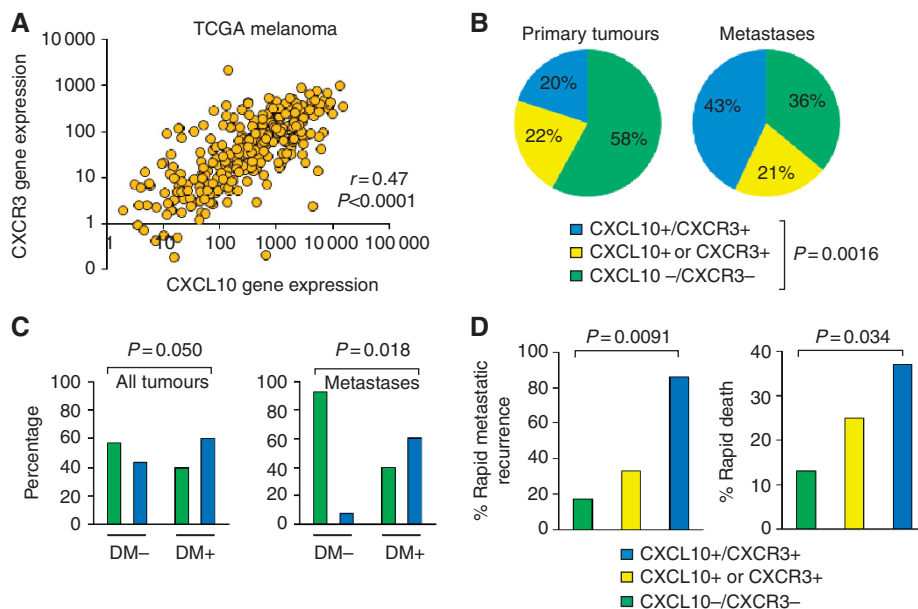 A
TCGA melanoma
CXCR3 gene expression
10 000
1000
100
10
1
0
1 10 100 1000 10 000 100 000
r=0.47
P<0.0001
CXCL10 gene expression
B
Primary tumours
20%
22%
58%
Metastases
43%
36%
21%
CXCL10+/CXCR3+
CXCL10+ or CXCR3+
CXCL10 –/CXCR3–
P=0.0016
C
Percentage
P=0.050
All tumours
100
80
60
40
20
0
DM– DM+
P=0.018
Metastases
100
80
60
40
20
0
DM– DM+
D
% Rapid metastatic
recurrence
P=0.0091
100
80
60
40
20
0
% Rapid death
P=0.034
40
30
20
10
0
CXCL10+/CXCR3+
CXCL10+ or CXCR3+
CXCL10–/CXCR3–